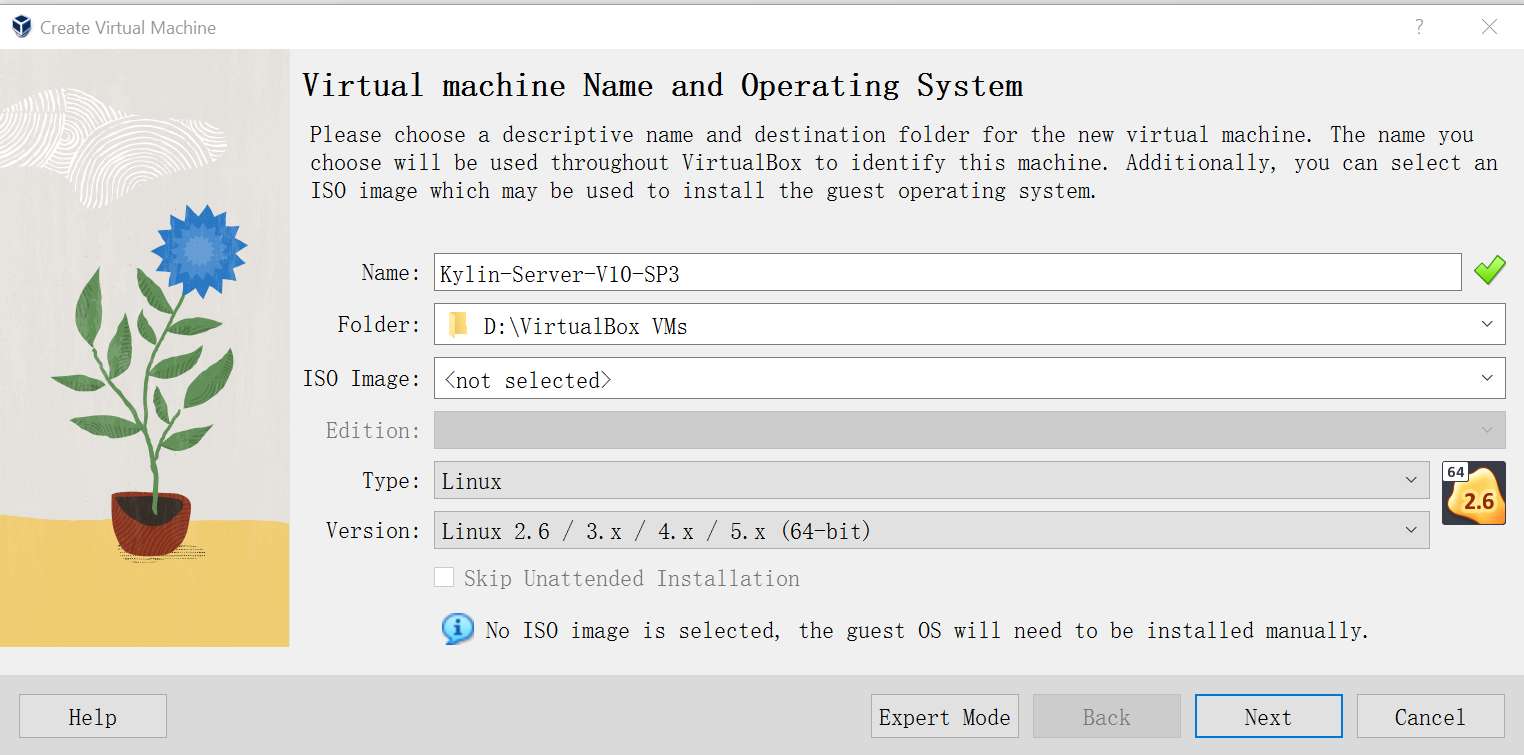 Create Virtual Machine
?
Virtual machine Name and Operating System
Please choose a descriptive name and destination folder for the new virtual machine. The name you
choose will be used throughout VirtualBox to identify this machine. Additionally, you can select an
ISO image which may be used to install the guest operating system.
Name: Kylin-Server-V10-SP3
Folder: D:\VirtualBox VMs
ISO Image: <not selected>
Edition:
Type: Linux
64
2.6
Version: Linux 2.6 / 3.x / 4.x / 5.x (64-bit)
Skip Unattended Installation
No ISO image is selected, the guest OS will need to be installed manually.
Help Expert Mode Back Next Cancel